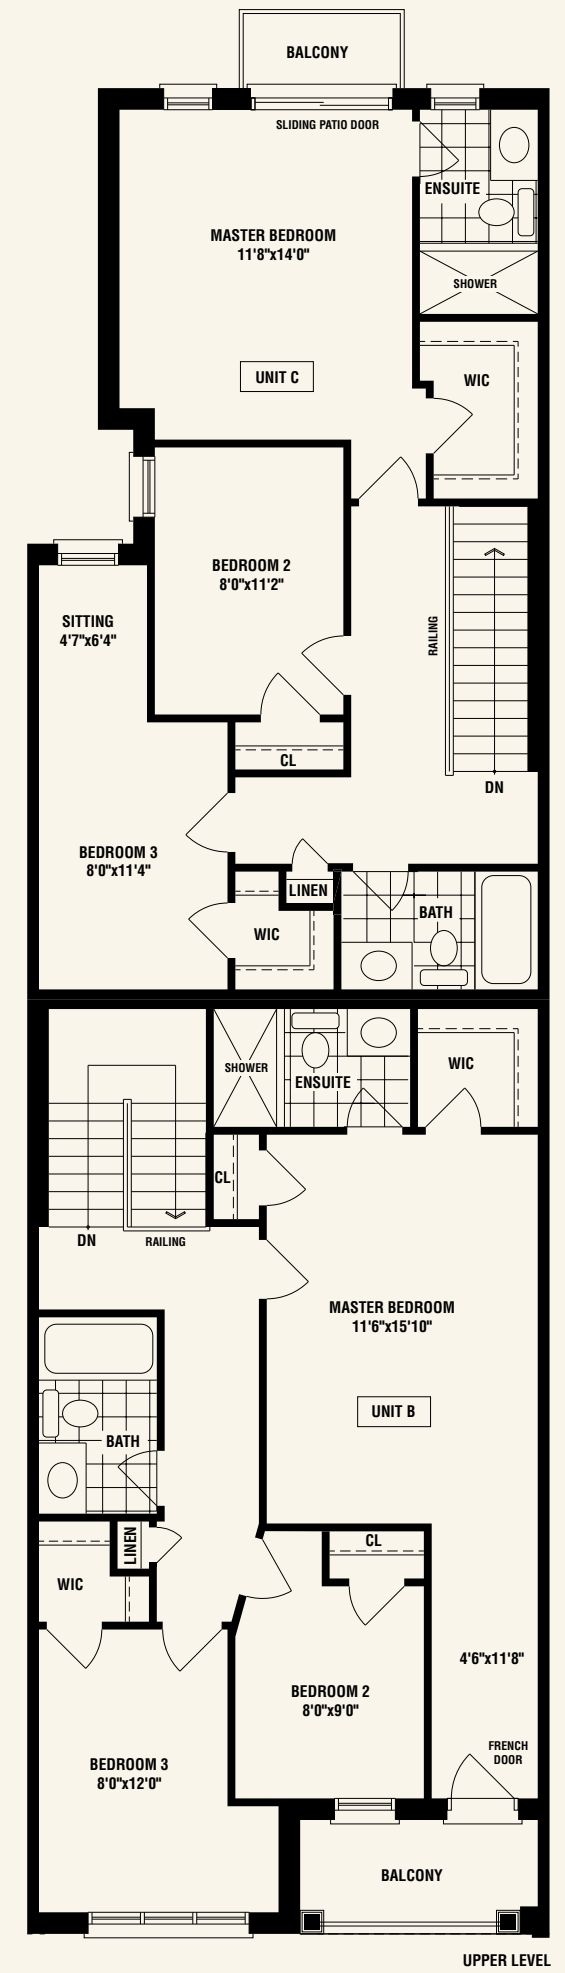 BALCONY
SLIDING PATIO DOOR
ENSUITE
MASTER BEDROOM
11'8"x14'0"
SHOWER
UNIT C
WIC
BEDROOM 2
8'0"x11'2"
SITTING
4'7"x6'4"
RAILING
CL
DN
BEDROOM 3
8'0"x11'4"
LINEN
BATH
WIC
SHOWER
ENSUITE
WIC
CL
DN
RAILING
MASTER BEDROOM
11'6"x15'10"
UNIT B
BATH
LINEN
CL
WIC
4'6"x11'8"
BEDROOM 2
8'0"x9'0"
FRENCH
DOOR
BEDROOM 3
8'0"x12'0"
BALCONY
UPPER LEVEL